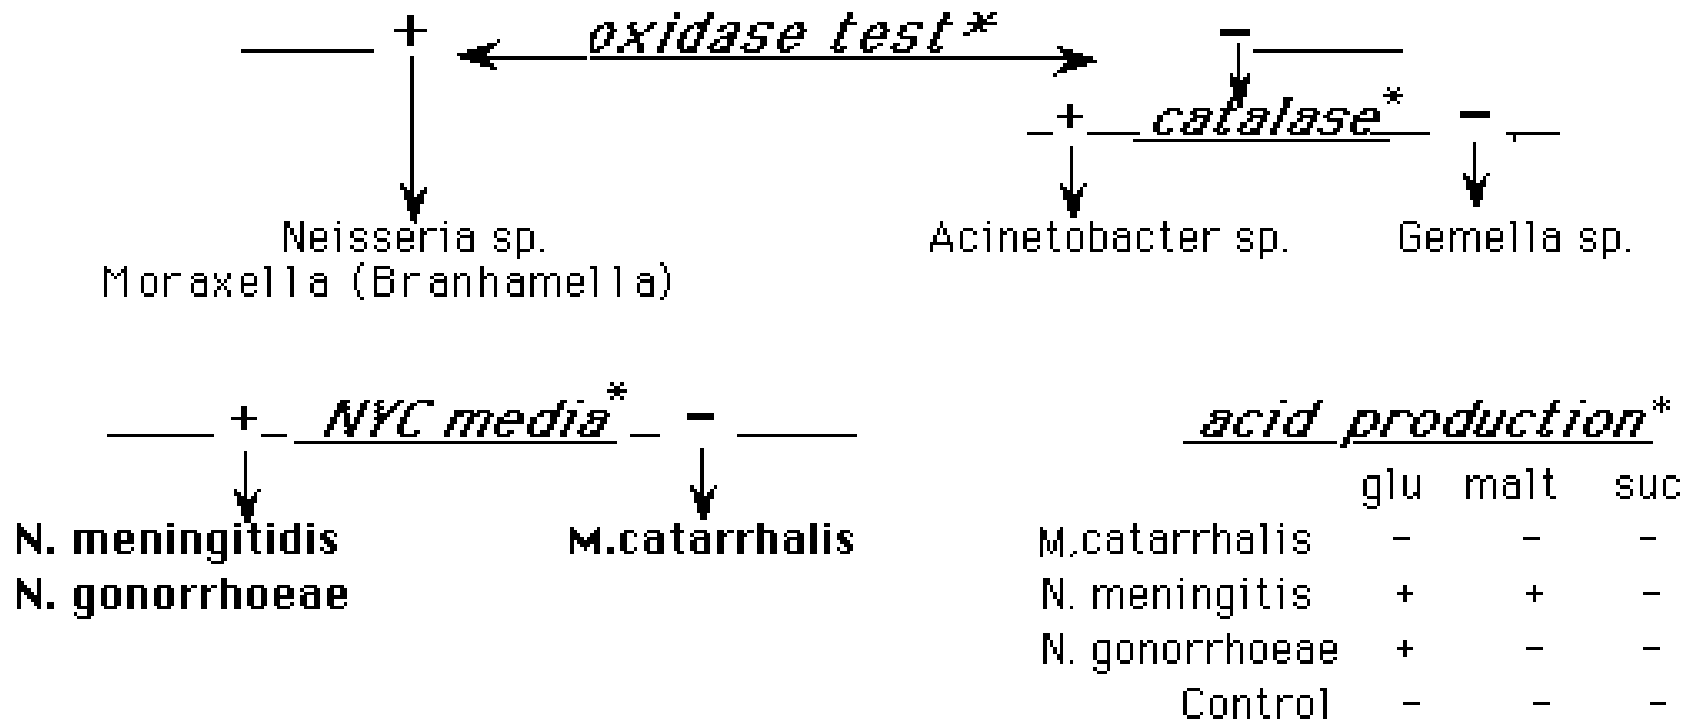 + oxidase test* −
+ catalase* −
Neisseria sp. Acinetobacter sp. Gemella sp.
Moraxella (Branhamella)
+ NYC media* − acid production*
glu malt suc
N. meningitidis M.catarrhalis M.catarrhalis − − −
N. gonorrhoeae N. meningitis + + −
N. gonorrhoeae + − −
Control − − −